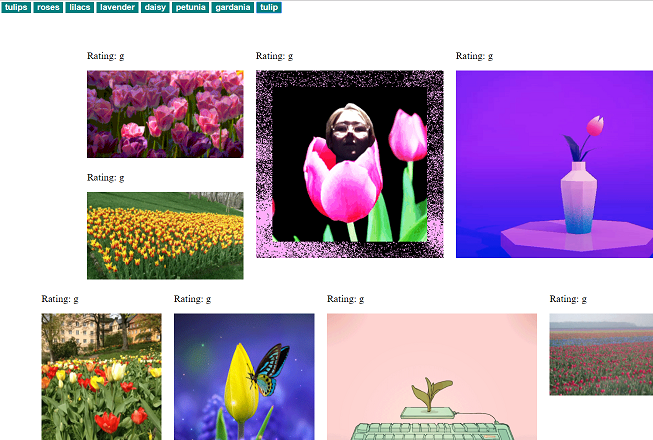 tulips roses lilacs lavender daisy petunia gardania tulip
Rating: g Rating: g Rating: g
Rating: g
Rating: g Rating: g Rating: g Rating: g